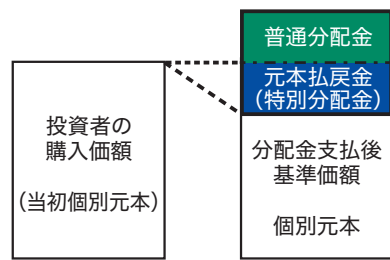 普通分配金
元本払戻金
(特別分配金)
投資者の
購入価額
(当初個別元本)
分配金支払後
基準価額
個別元本